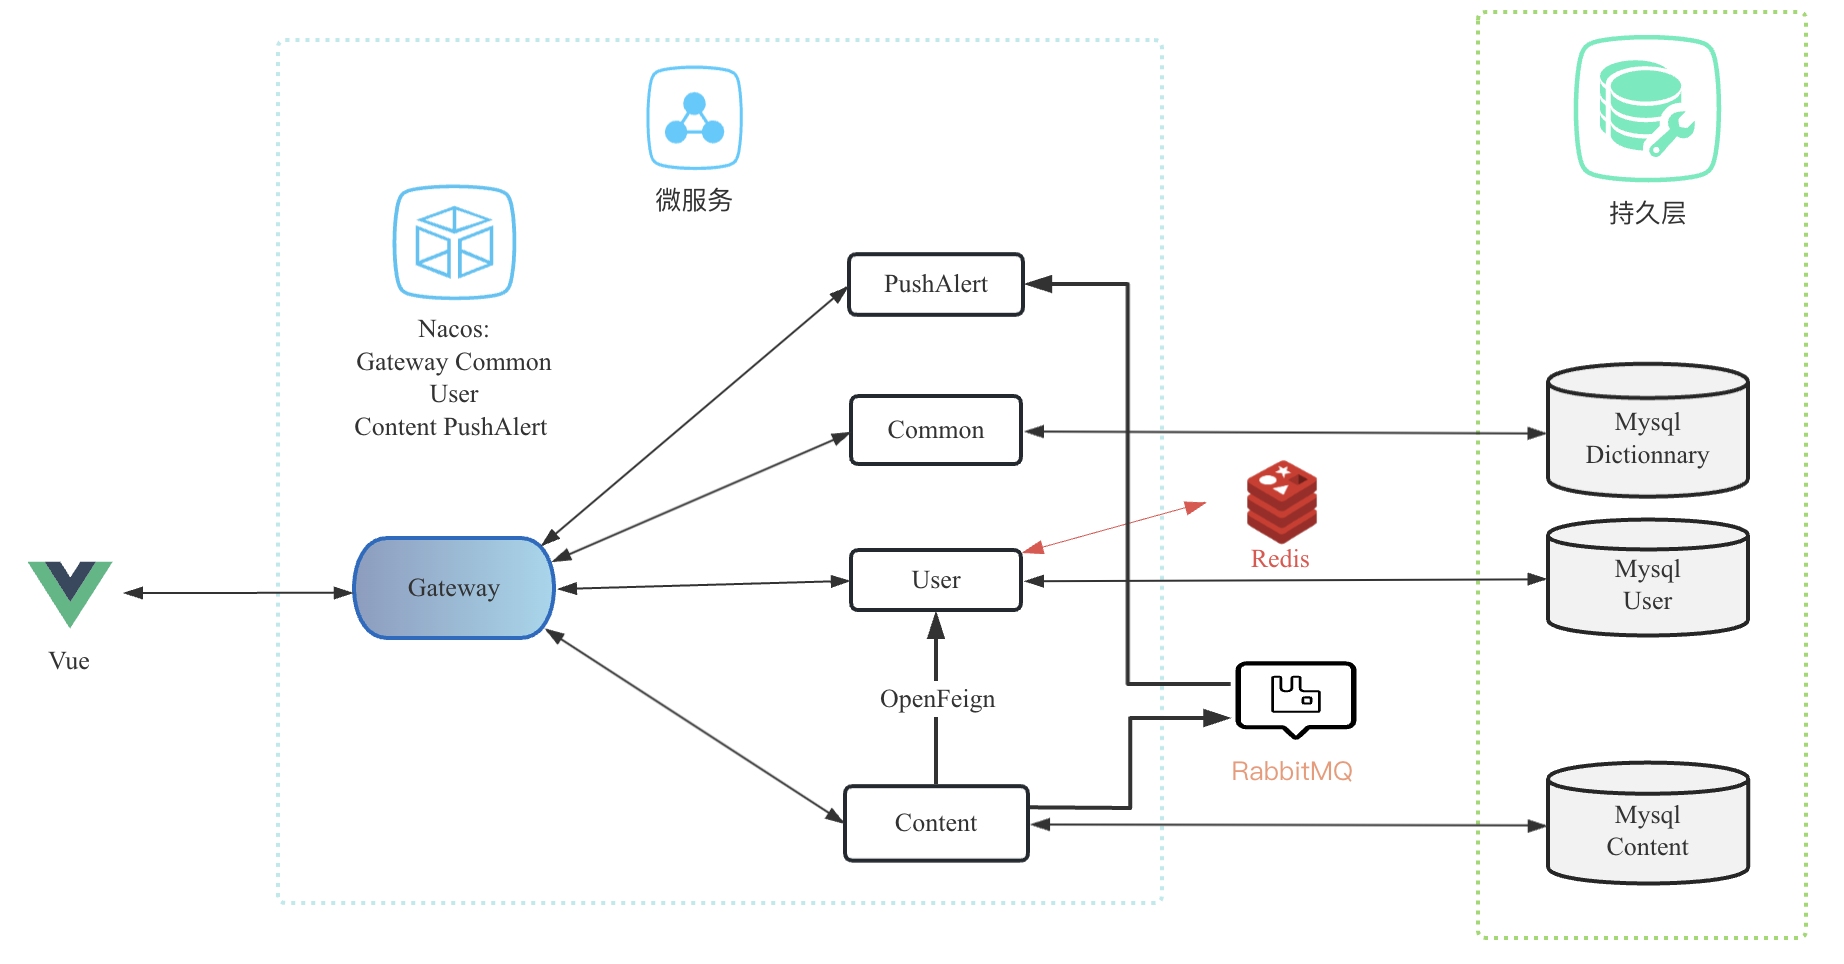 微服务
持久层
Nacos:
Gateway Common
User
Content PushAlert
PushAlert
Common
Mysql
Dictionnary
Redis
Gateway
User
Mysql
User
Vue
OpenFeign
RabbitMQ
Content
Mysql
Content